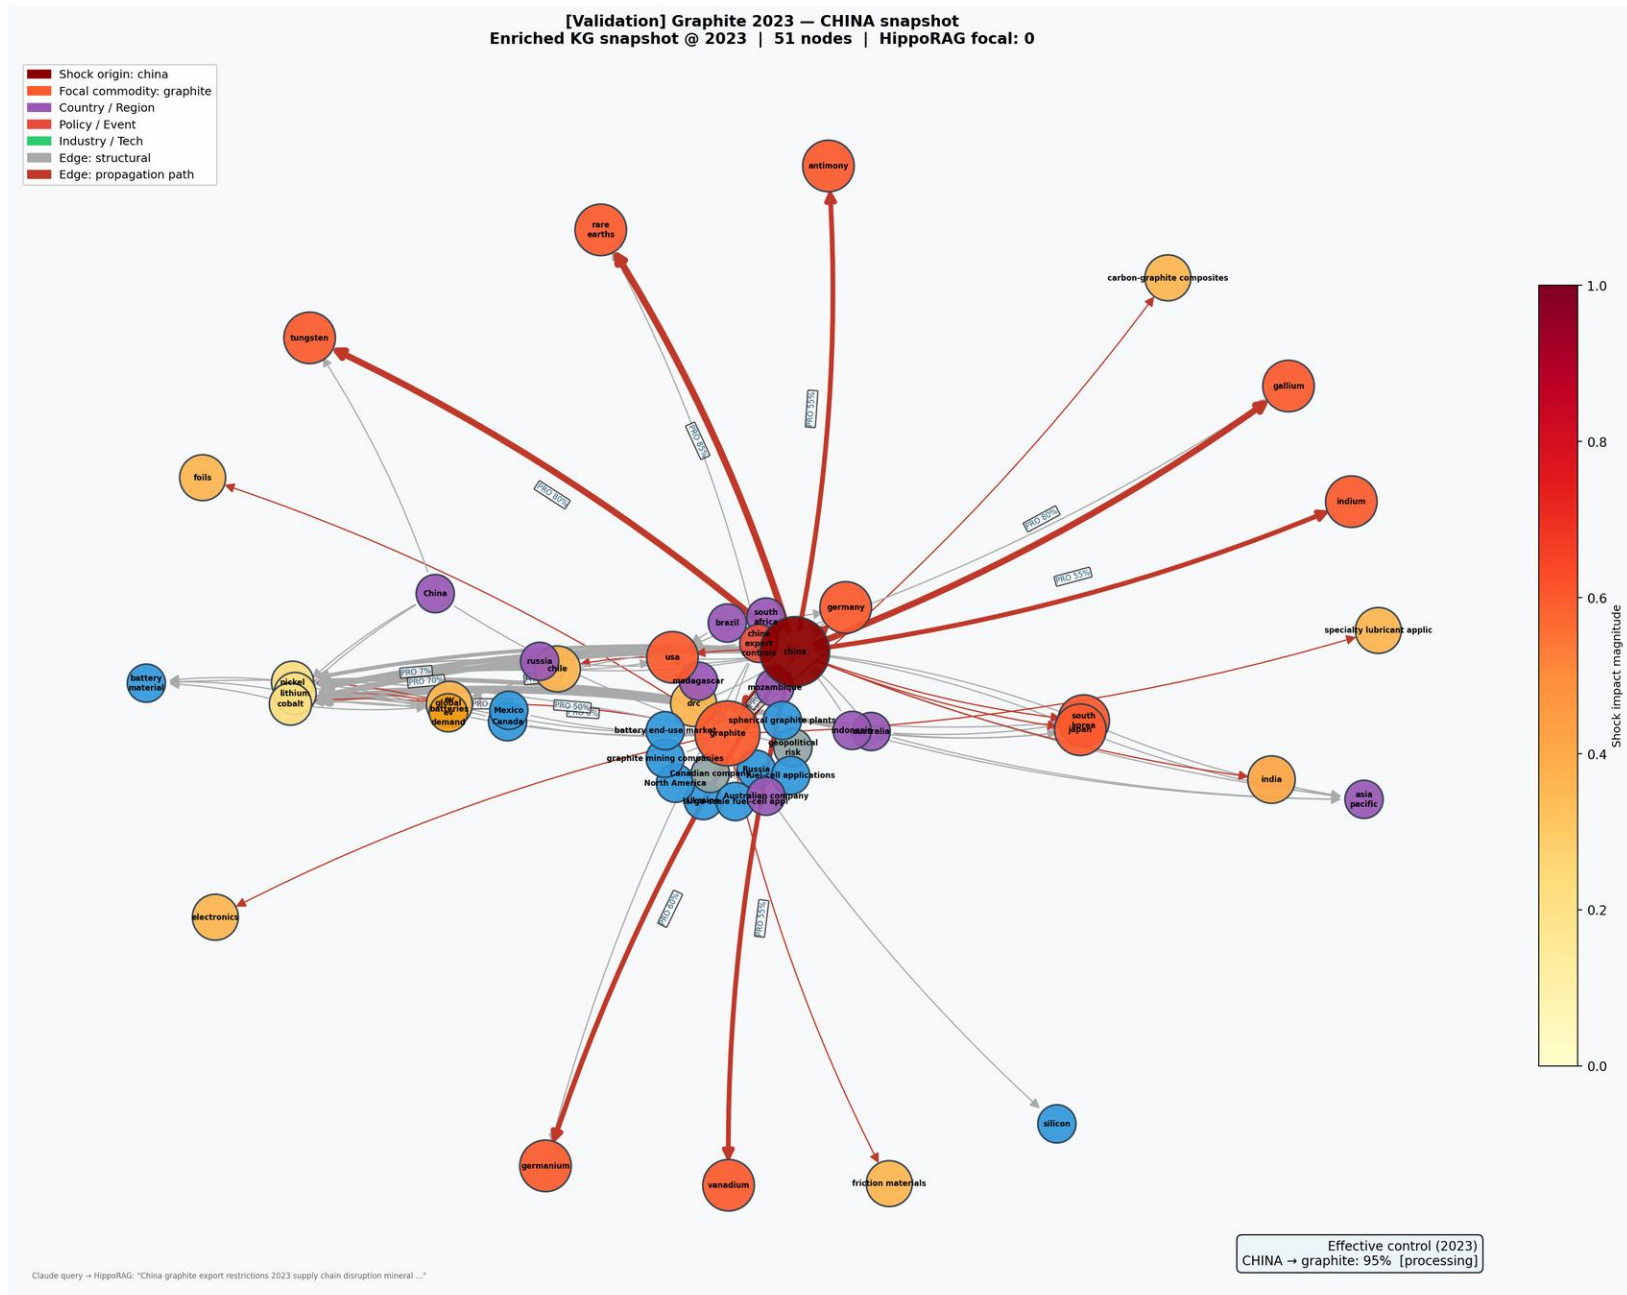 [Validation] Graphite 2023 — CHINA snapshot
Enriched KG snapshot @ 2023 | 51 nodes | HippoRAG focal: 0
Shock origin: china
Focal commodity: graphite
Country / Region
Policy / Event
Industry / Tech
Edge: structural
Edge: propagation path
antimony
rare
earths
carbon-graphite composites
tungsten
gallium
PRO 55%
PRO 85%
foils
PRO 80%
indium
PRO 80%
PRO 55%
China
germany
south
africa
brazil
china
export
controls
china
specialty lubricant applic
usa
russia
chile
madagascar
mozambique
PRO 7%
PRO 70%
battery
material
nickel
lithium
cobalt
global
batteries
demand
Mexico
Canada
PRO 50%
drc
spherical graphite plants
battery end-use market
graphite
indonesia
australia
south
korea
japan
geopolitical
risk
graphite mining companies
Canadian company
Russia
fuel-cell applications
North America
Australian company
large-scale fuel-cell appl
india
asia
pacific
electronics
PRO 60%
PRO 55%
silicon
germanium
vanadium
friction materials
1.0
0.8
0.6
0.4
0.2
0.0
Shock impact magnitude
Effective control (2023)
CHINA → graphite: 95% [processing]
Claude query → HippoRAG: "China graphite export restrictions 2023 supply chain disruption mineral ..."